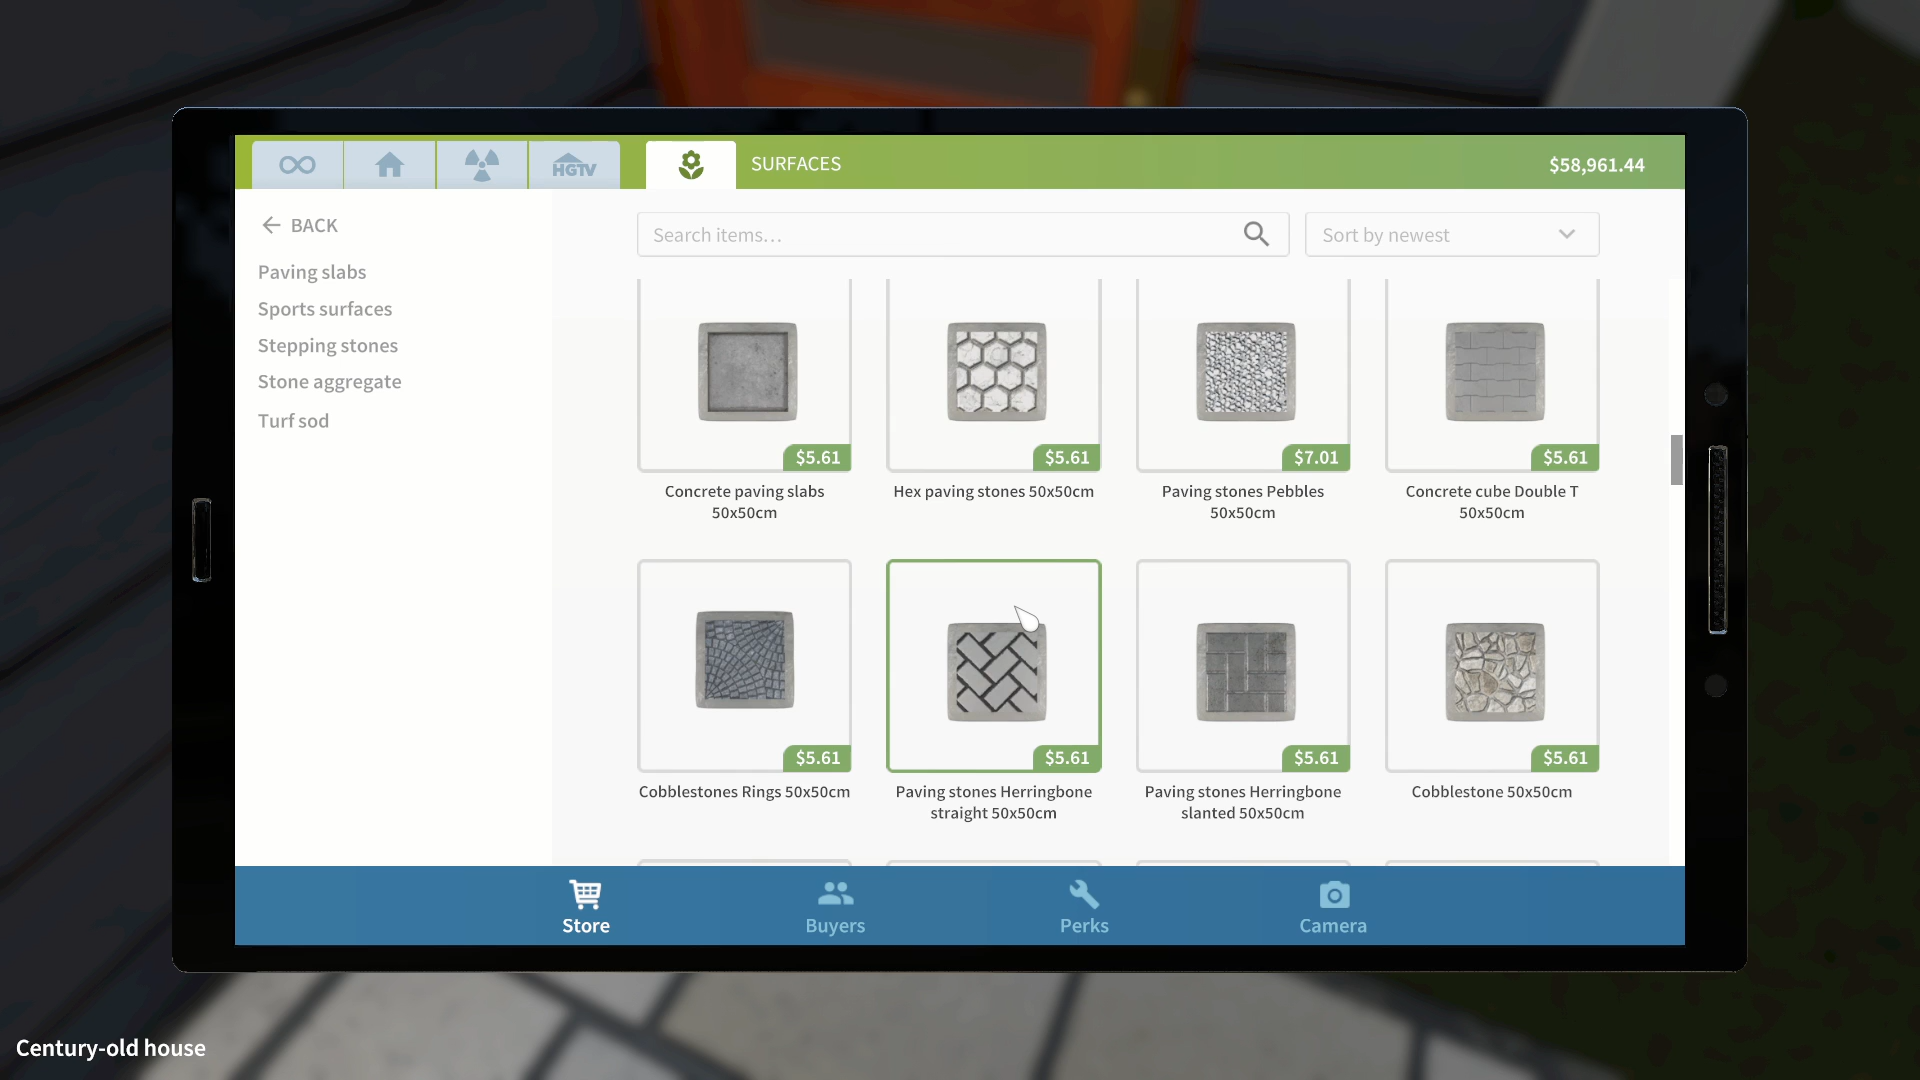 HGTV
SURFACES
$58,961.44
BACK
Search items...
Sort by newest
Paving slabs
Sports surfaces
Stepping stones
Stone aggregate
Turf sod
$5.61
$5.61
$7.01
$5.61
Concrete paving slabs
50x50cm
Hex paving stones 50x50cm
Paving stones Pebbles
50x50cm
Concrete cube Double T
50x50cm
$5.61
$5.61
$5.61
$5.61
Cobblestones Rings 50x50cm
Paving stones Herringbone
straight 50x50cm
Paving stones Herringbone
slanted 50x50cm
Cobblestone 50x50cm
Store
Buyers
Perks
Camera
Century-old house